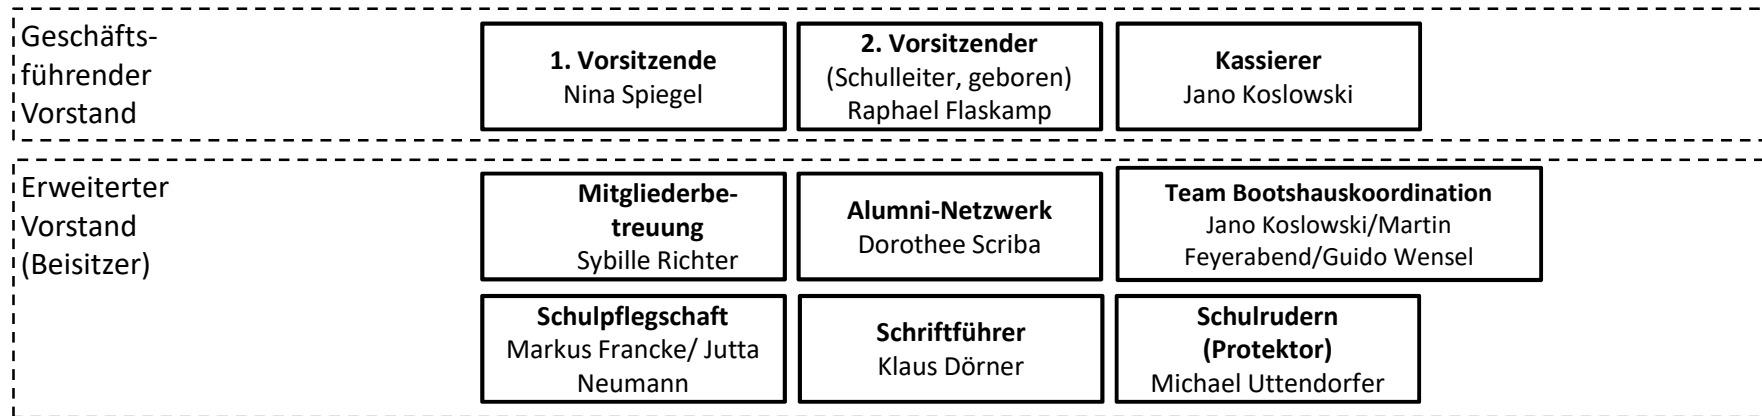 Geschäfts-
führender
Vorstand
1. Vorsitzende
Nina Spiegel
2. Vorsitzender
(Schulleiter, geboren)
Raphael Flaskamp
Kassierer
Jano Koslowski
Erweiterter
Vorstand
(Beisitzer)
Mitgliederbe-
treuung
Sybille Richter
Alumni-Netzwerk
Dorothee Scriba
Team Bootshauskoordination
Jano Koslowski/Martin
Feyerabend/Guido Wensel
Schulpflegschaft
Markus Francke/ Jutta
Neumann
Schriftführer
Klaus Dörner
Schulrudern
(Protektor)
Michael Uttendorfer